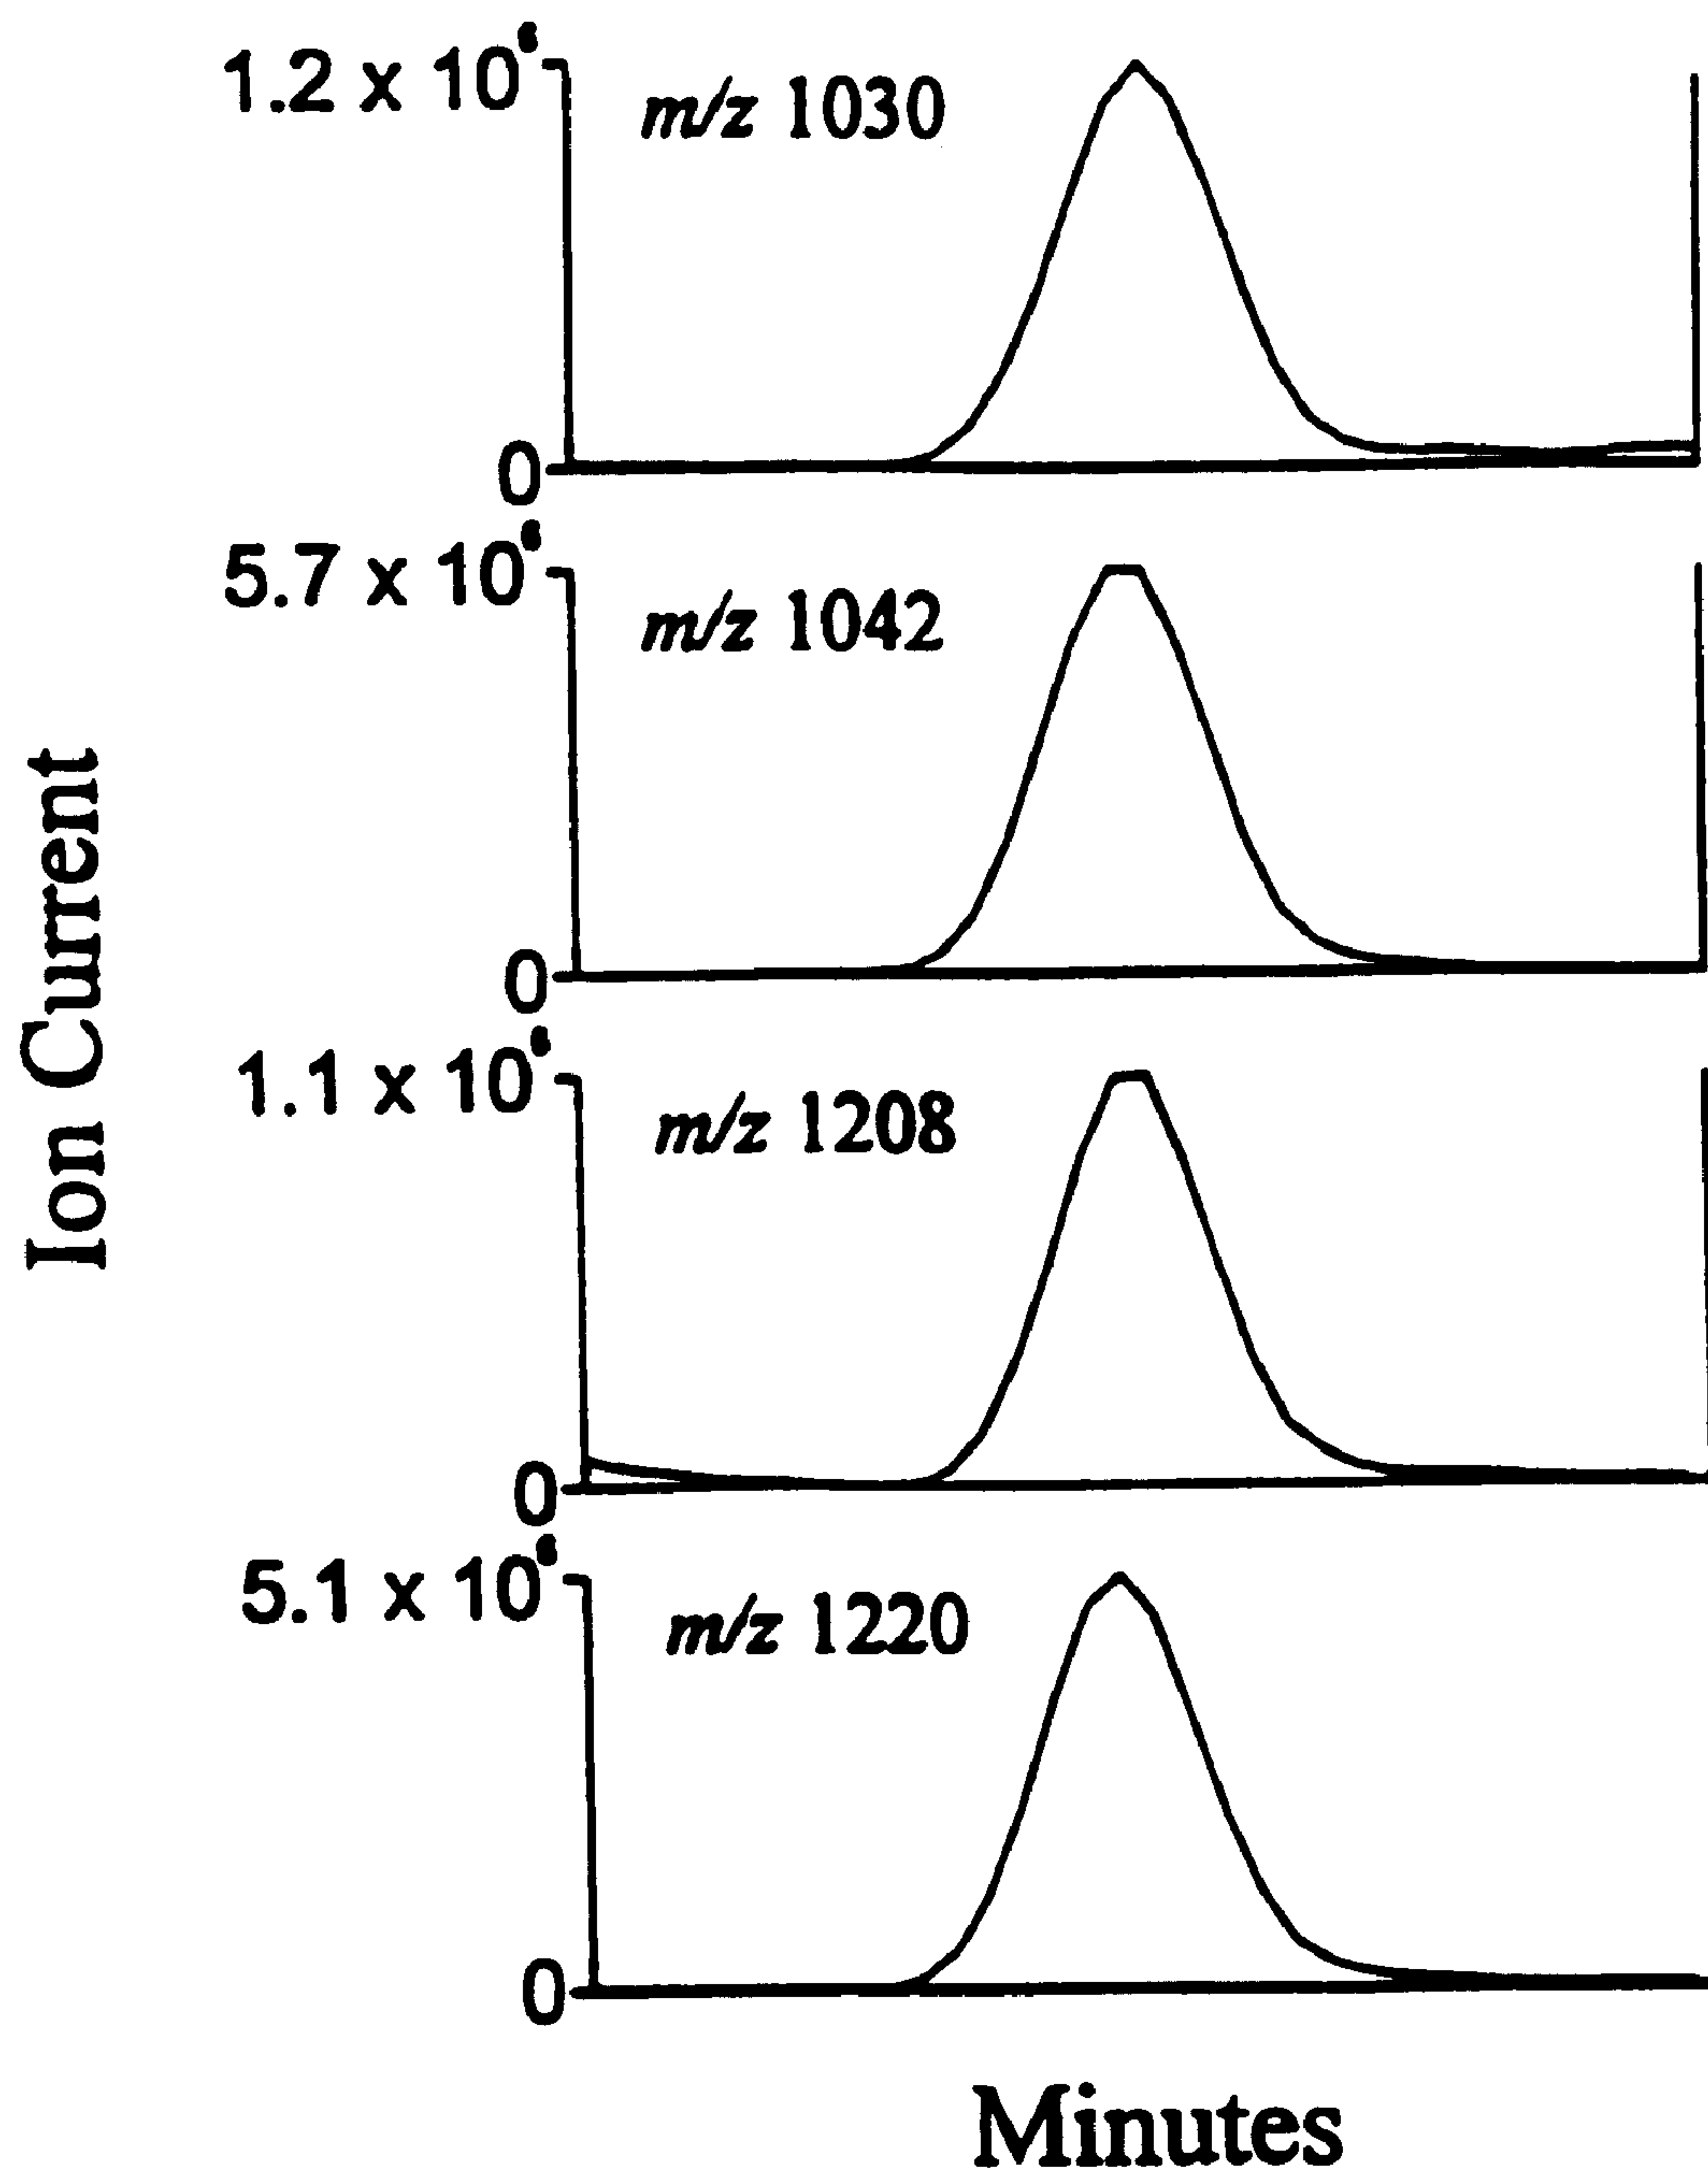 1.2 x 10⁶
m/z 1030
0
5.7 x 10⁶
m/z 1042
0
1.1 x 10⁶
m/z 1208
0
5.1 x 10⁶
m/z 1220
0
Ion Current
Minutes